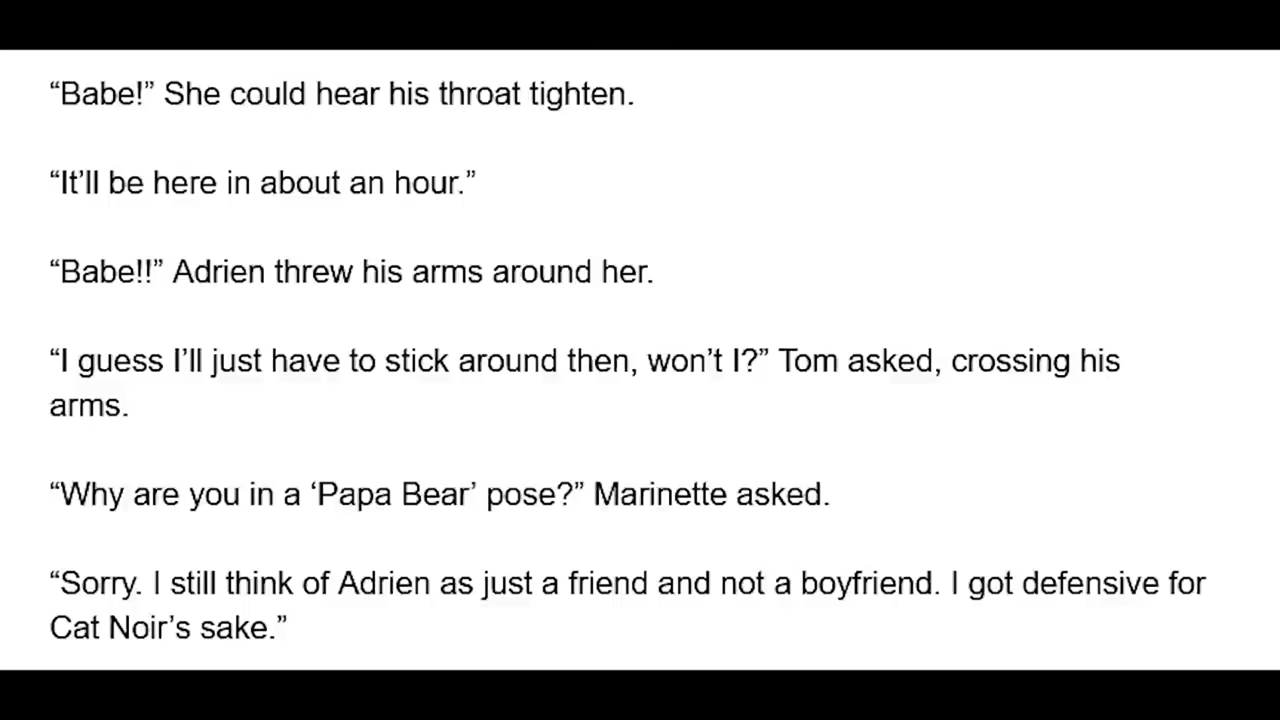 “Babe!” She could hear his throat tighten.
“It’ll be here in about an hour.”
“Babe!!” Adrien threw his arms around her.
“I guess I’ll just have to stick around then, won’t I?” Tom asked, crossing his
arms.
“Why are you in a ‘Papa Bear’ pose?” Marinette asked.
“Sorry. I still think of Adrien as just a friend and not a boyfriend. I got defensive for
Cat Noir’s sake.”